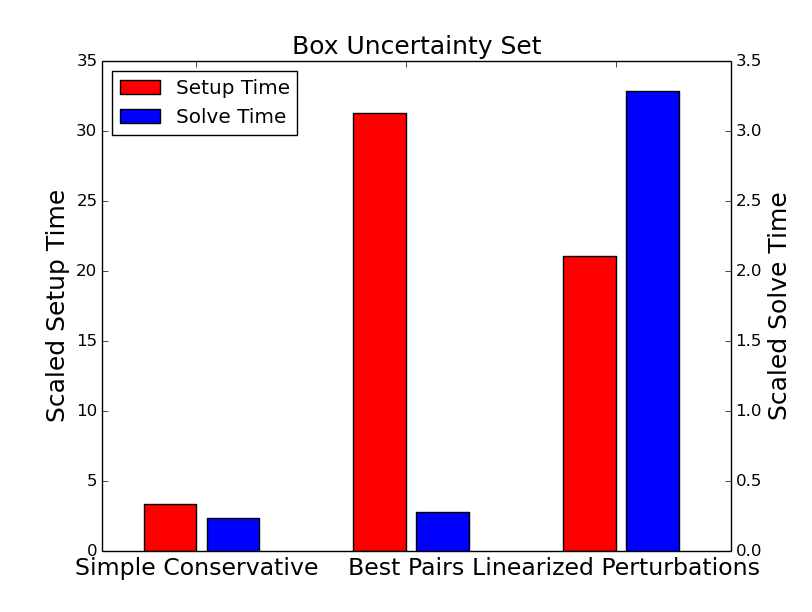 Box Uncertainty Set
Setup Time
Solve Time
Scaled Setup Time
35
30
25
20
15
10
5
0
Scaled Solve Time
3.5
3.0
2.5
2.0
1.5
1.0
0.5
0.0
Simple Conservative
Best Pairs
Linearized Perturbations